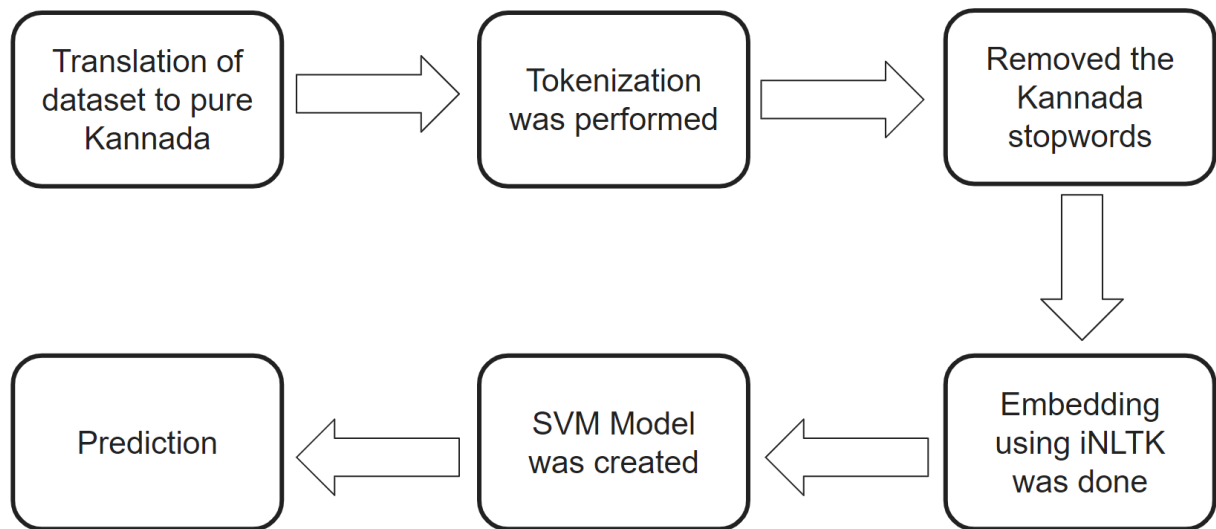 Translation of
dataset to pure
Kannada
Tokenization
was performed
Removed the
Kannada
stopwords
Embedding
using iNLTK
was done
SVM Model
was created
Prediction